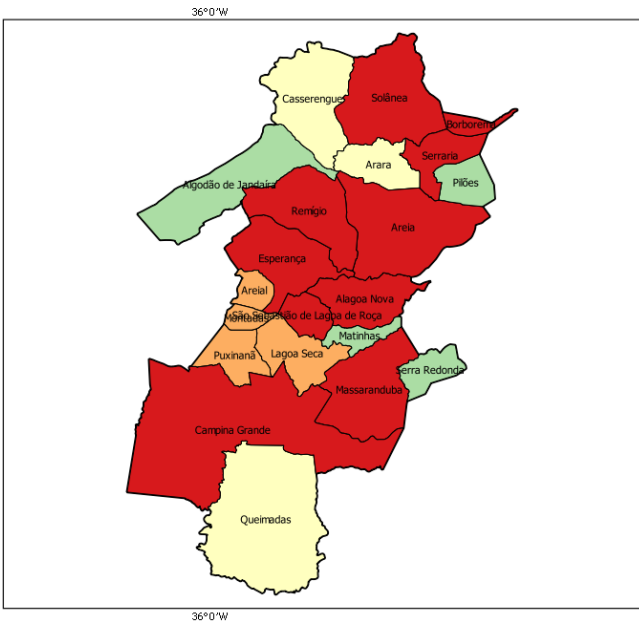 36°0'W
Casserengue
Solânea
Borborema
Serraria
Arara
Algodão de Jandaíra
Pilões
Remígio
Areia
Esperança
Areial
Alagoa Nova
São Sebastião de Lagoa de Roça
Montadas
Matinhas
Puxinanã
Lagoa Seca
Serra Redonda
Massaranduba
Campina Grande
Queimadas
36°0'W